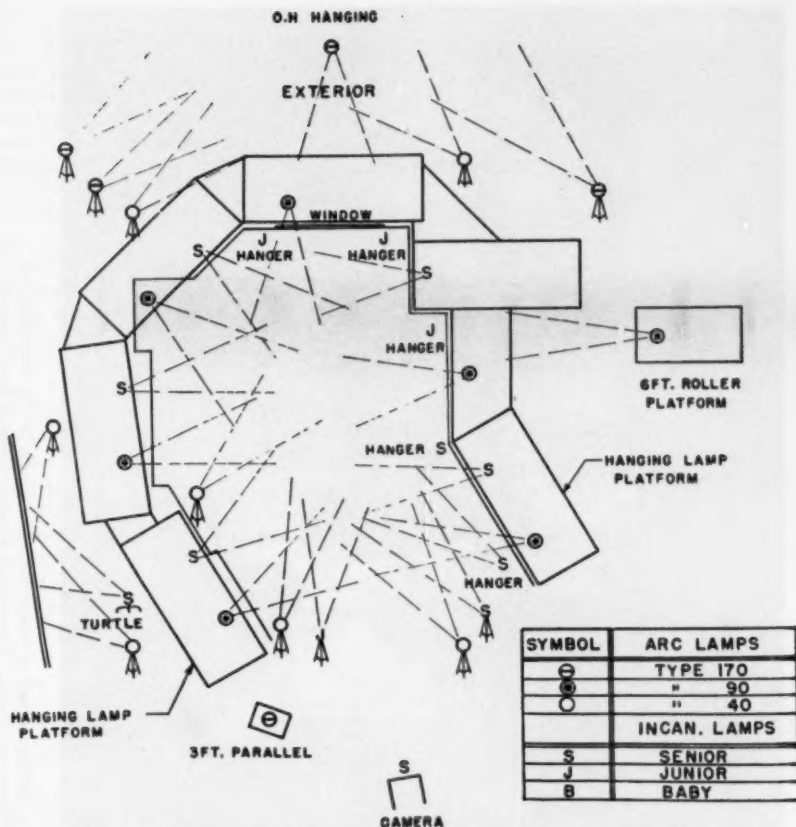 O.H HANGING
EXTERIOR
WINDOW
J
HANGER
J
HANGER
S
S
J
HANGER
6FT. ROLLER
PLATFORM
S
HANGER S
S
HANGING LAMP
PLATFORM
S
S
HANGER
S
TURTLE
S
HANGING LAMP
PLATFORM
3FT. PARALLEL
S
CAMERA
SYMBOL ARC LAMPS
TYPE 170
" 90
" 40
INCAN. LAMPS
S SENIOR
J JUNIOR
B BABY